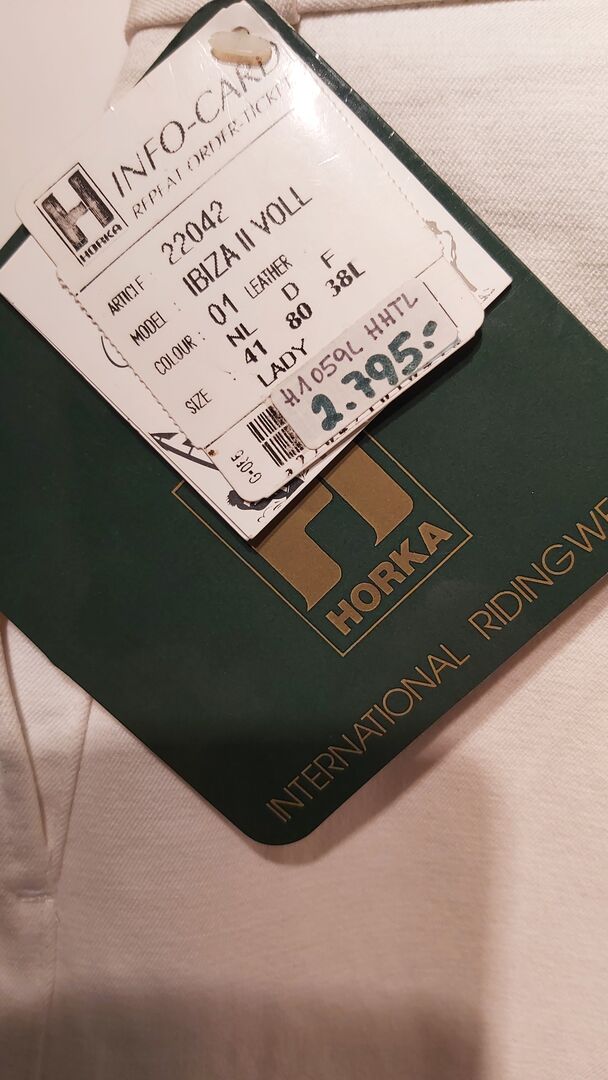 INFO-CARD
REPEAT ORDER-TICKET
HORKA
ARTICLE : 22042
MODEL : IBIZA II VOLL
COLOUR : 01 LEATHER :
NL D F
SIZE : 41 80 38L
LADY
H1059L HHTL
2.795.-
HORKA
INTERNATIONAL RIDINGWE